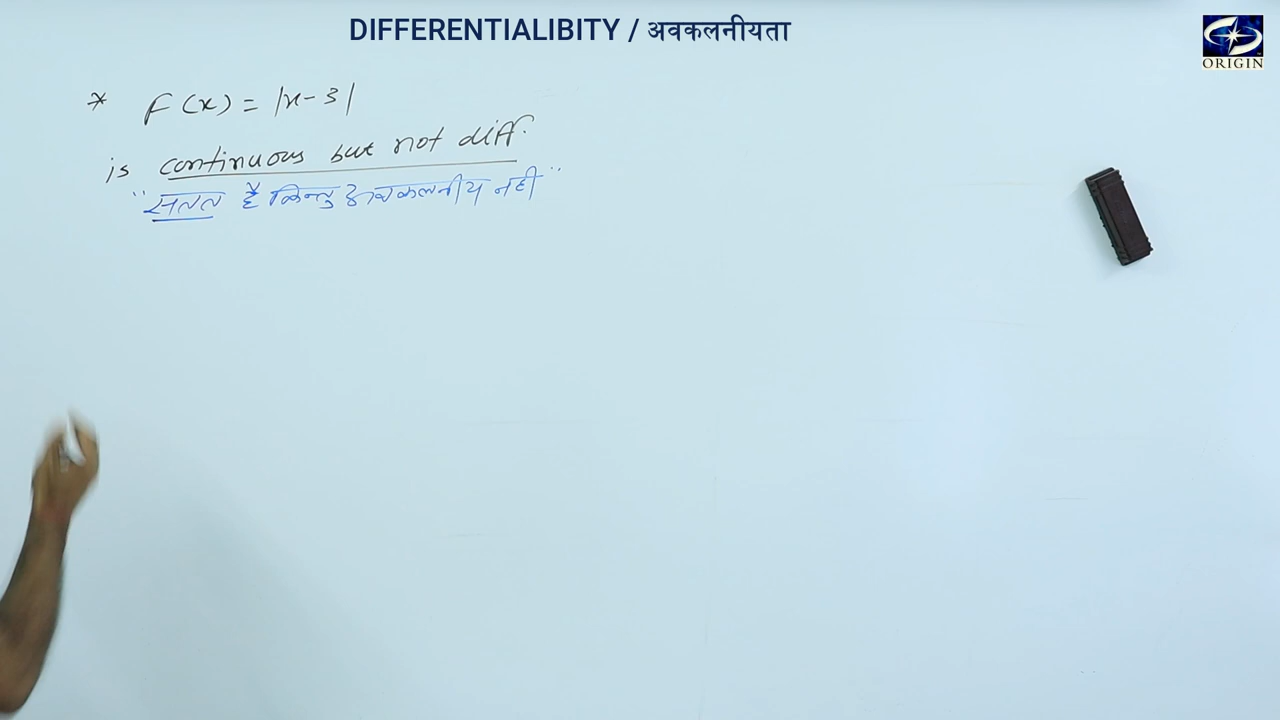 DIFFERENTIALIBITY / अवकलनीयता
ORIGIN
* F(x) = |x-3|
is continuous but not diff.
"सतत है किन्तु अवकलनीय नही"